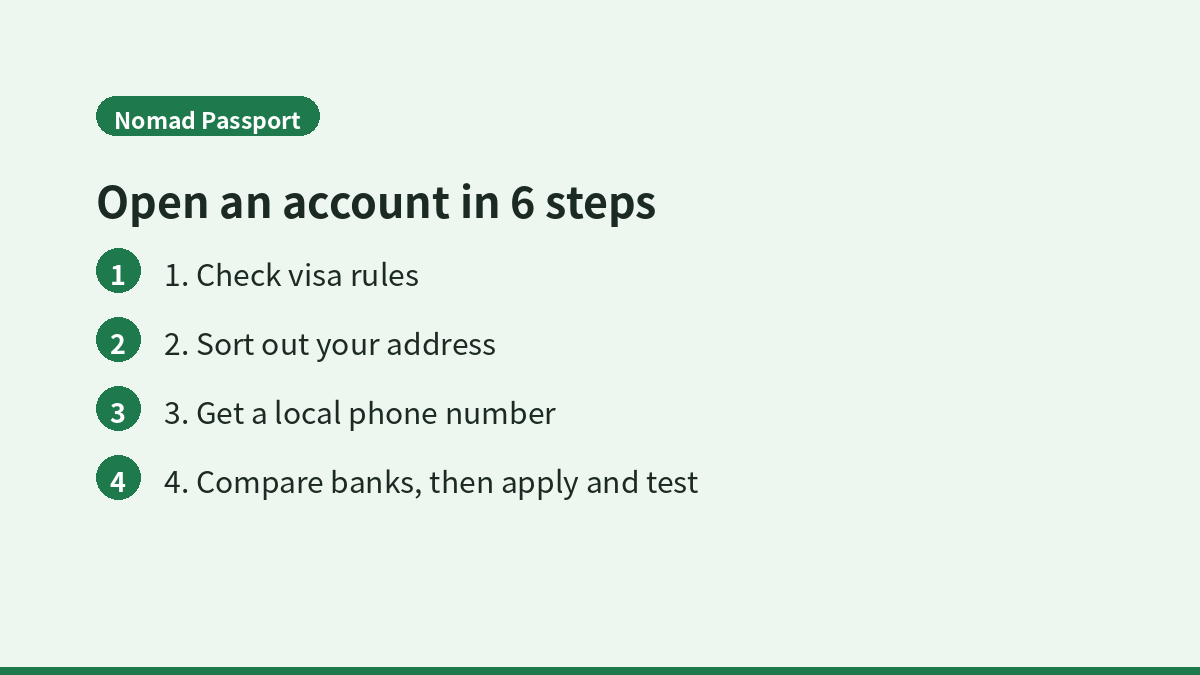 Nomad Passport
Open an account in 6 steps
1 1. Check visa rules
2 2. Sort out your address
3 3. Get a local phone number
4 4. Compare banks, then apply and test